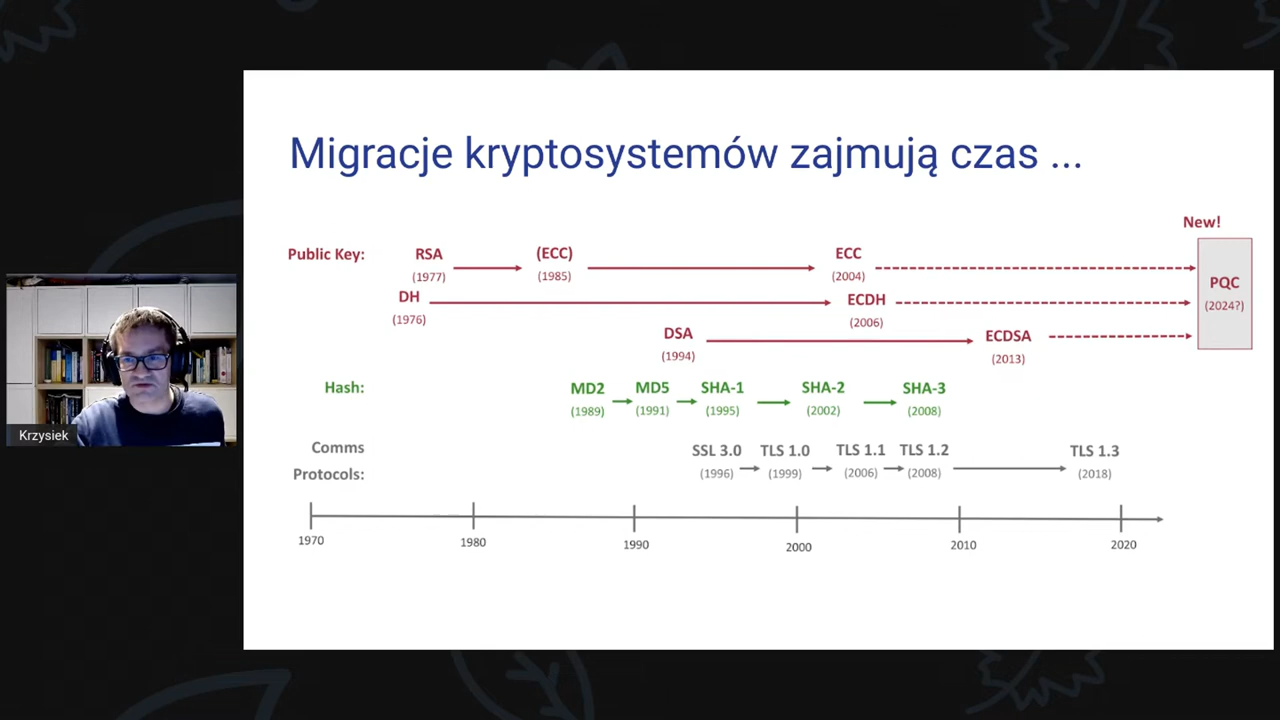 Migracje kryptosystemów zajmują czas ...
New!
Public Key:
RSA
(1977)
(ECC)
(1985)
ECC
(2004)
PQC
(2024?)
DH
(1976)
ECDH
(2006)
DSA
(1994)
ECDSA
(2013)
Hash:
MD2
(1989)
MD5
(1991)
SHA-1
(1995)
SHA-2
(2002)
SHA-3
(2008)
Comms
Protocols:
SSL 3.0
(1996)
TLS 1.0
(1999)
TLS 1.1
(2006)
TLS 1.2
(2008)
TLS 1.3
(2018)
1970
1980
1990
2000
2010
2020
Krzysiek